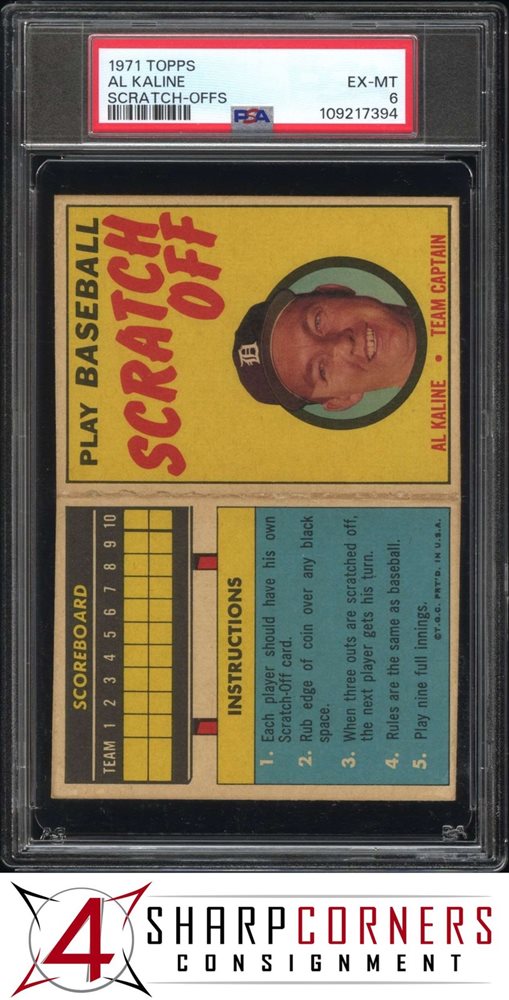 1971 TOPPS
AL KALINE
SCRATCH-OFFS
EX-MT
6
109217394
PSA
PLAY BASEBALL
SCRATCH
OFF
D
AL KALINE • TEAM CAPTAIN
SCOREBOARD
TEAM 1 2 3 4 5 6 7 8 9 10
INSTRUCTIONS
1. Each player should have his own
Scratch-Off card.
2. Rub edge of coin over any black
space.
3. When three outs are scratched off,
the next player gets his turn.
4. Rules are the same as baseball.
5. Play nine full innings.
©T.C.G. PRT'D. IN U.S.A.
4
SHARPCORNERS
CONSIGNMENT